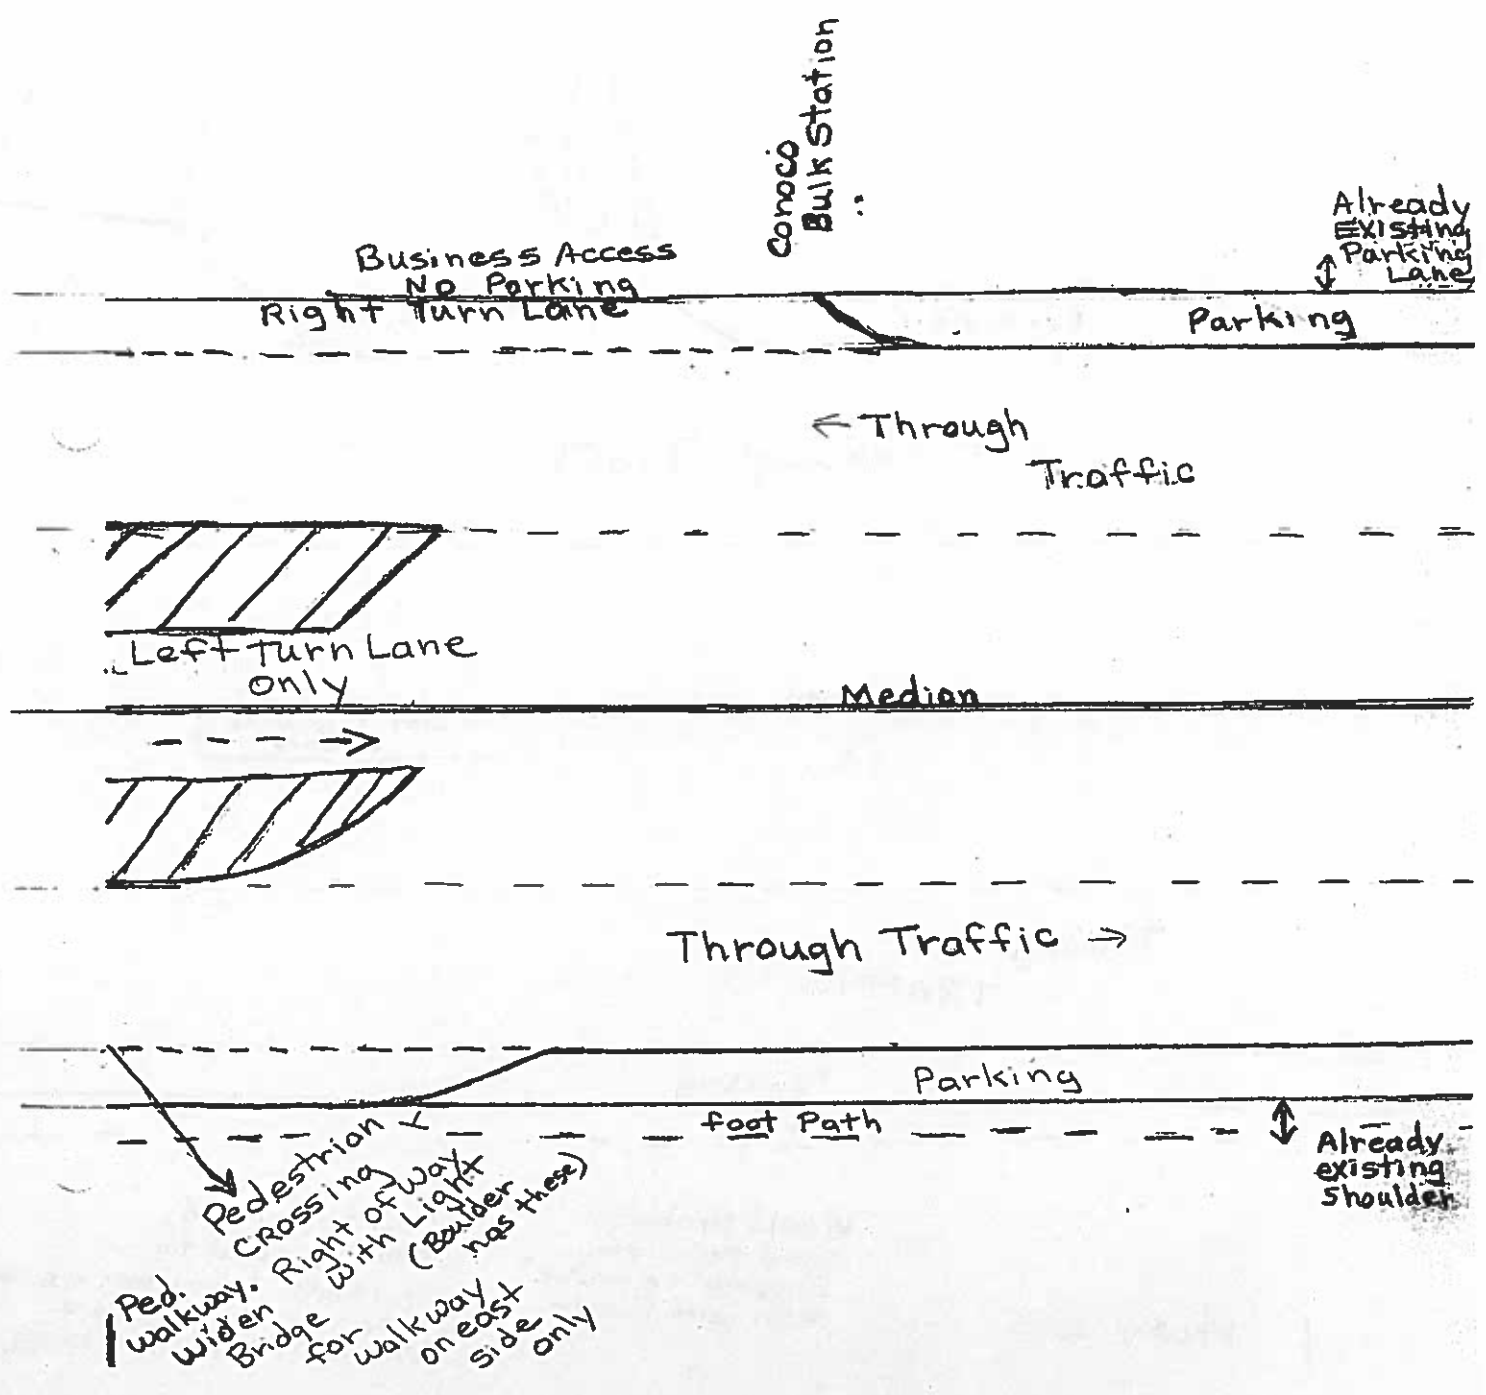 Conoco
Bulk Station
Already
Existing
Parking
Lane
Business Access
No Parking
Right Turn Lane
Parking
← Through
Traffic
Left Turn Lane
only
Median
Through Traffic →
Parking
foot Path
Already
existing
Shoulder
Pedestrian
Crossing
Right of way
with Light
(Boulder
has these)
Ped.
walkway.
widen
Bridge
for
walkway
on east
side
only